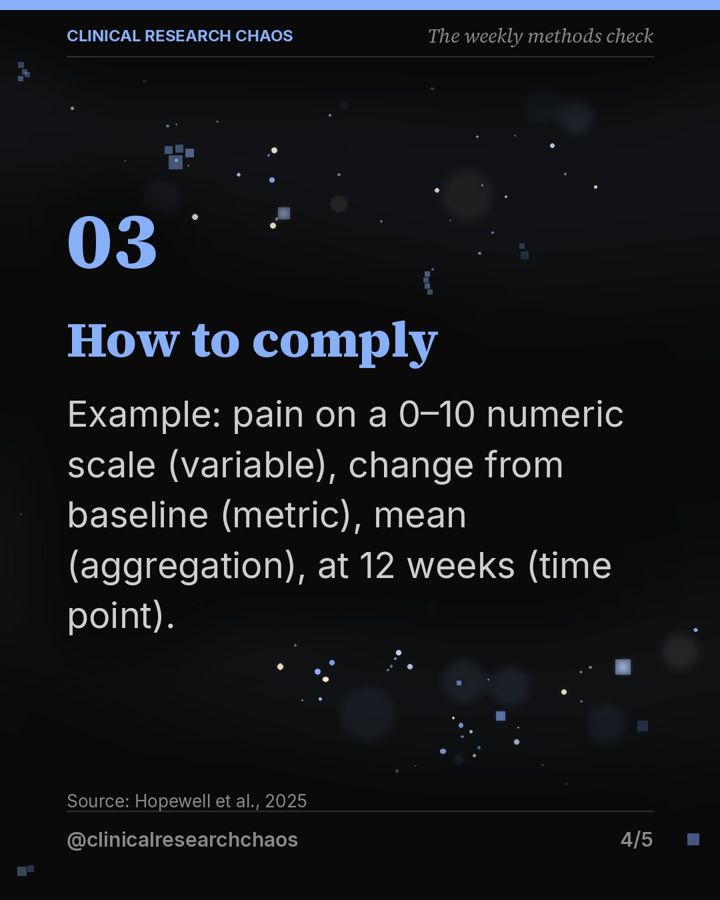 CLINICAL RESEARCH CHAOS
The weekly methods check
03
How to comply
Example: pain on a 0–10 numeric
scale (variable), change from
baseline (metric), mean
(aggregation), at 12 weeks (time
point).
Source: Hopewell et al., 2025
@clinicalresearchchaos
4/5